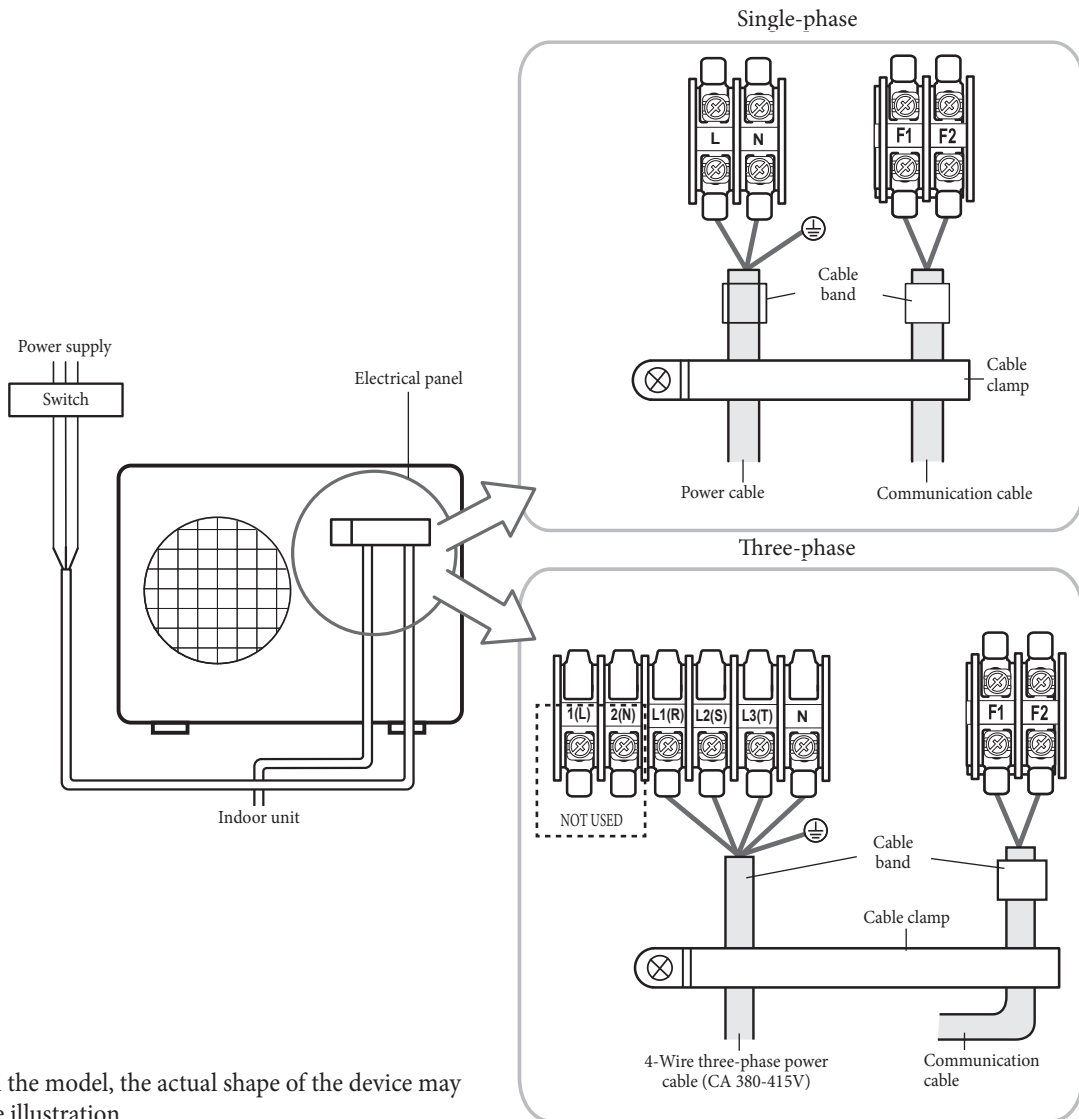 Single-phase
L
N
F1
F2
Cable
band
Cable
clamp
Power cable
Communication cable
Power supply
Switch
Electrical panel
Indoor unit
Three-phase
1(L)
2(N)
L1(R)
L2(S)
L3(T)
N
F1
F2
NOT USED
Cable
band
Cable clamp
4-Wire three-phase power
cable (CA 380-415V)
Communication
cable
the model, the actual shape of the device may
illustration